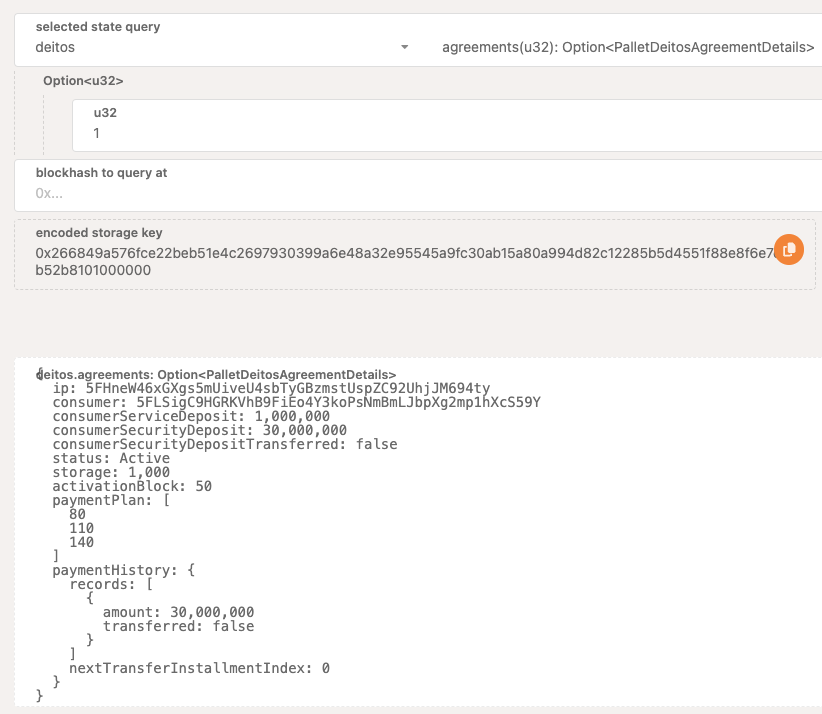 selected state query
deitos
agreements(u32): Option<PalletDeitosAgreementDetails>
Option<u32>
u32
1
blockhash to query at
0x...
encoded storage key
0x266849a576fce22beb51e4c2697930399a6e48a32e95545a9fc30ab15a80a994d82c12285b5d4551f88e8f6e7
b52b8101000000
deitos.agreements: Option<PalletDeitosAgreementDetails>
{
ip: 5FHneW46xGXgs5mUiveU4sbTyGBzmstUspZC92UhjJM694ty
consumer: 5FLSigC9HGRKVhB9FiEo4Y3koPsNmBmLJbpXg2mp1hXcS59Y
consumerServiceDeposit: 1,000,000
consumerSecurityDeposit: 30,000,000
consumerSecurityDepositTransferred: false
status: Active
storage: 1,000
activationBlock: 50
paymentPlan: [
80
110
140
]
paymentHistory: {
records: [
{
amount: 30,000,000
transferred: false
}
]
nextTransferInstallmentIndex: 0
}
}